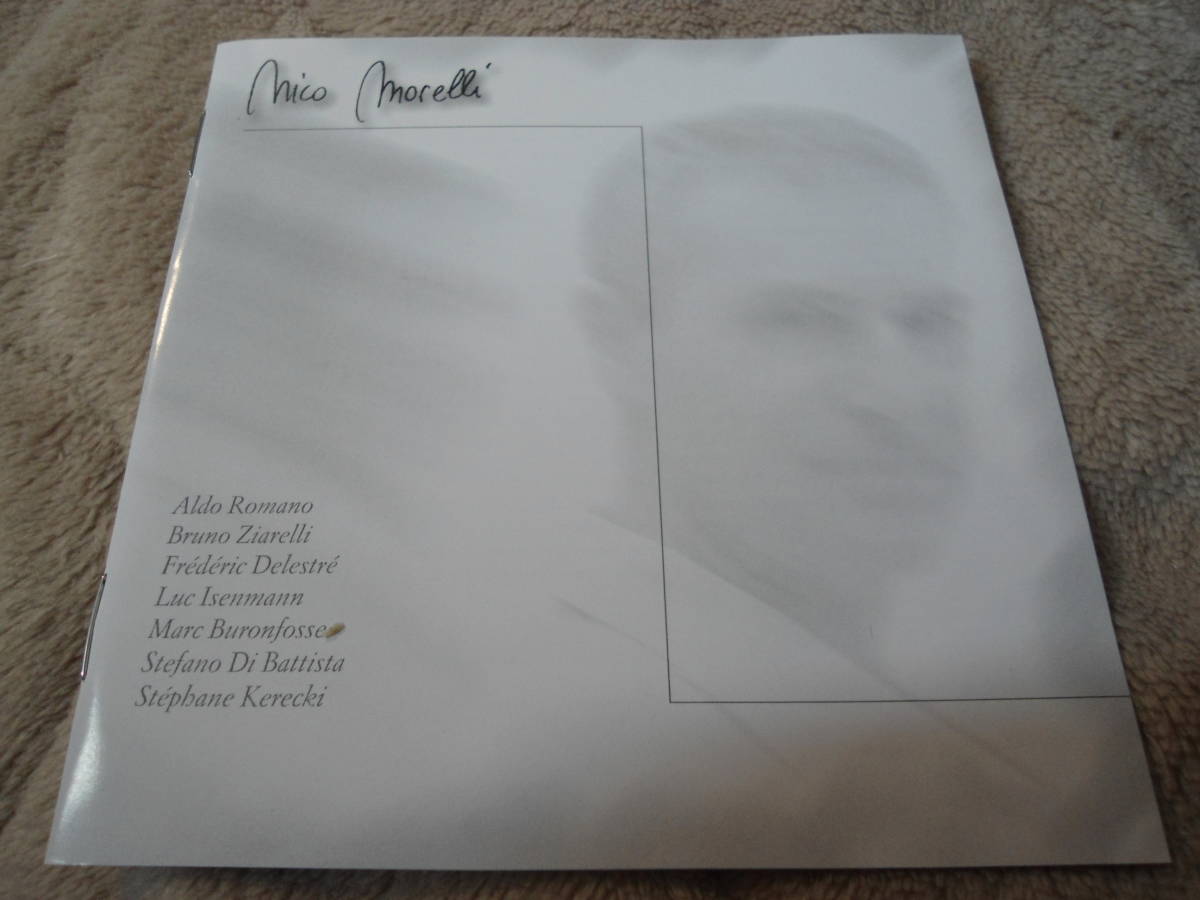 Nico Morelli
Aldo Romano
Bruno Ziarelli
Frédéric Delestré
Luc Isenmann
Marc Buronfosse
Stefano Di Battista
Stéphane Kerecki